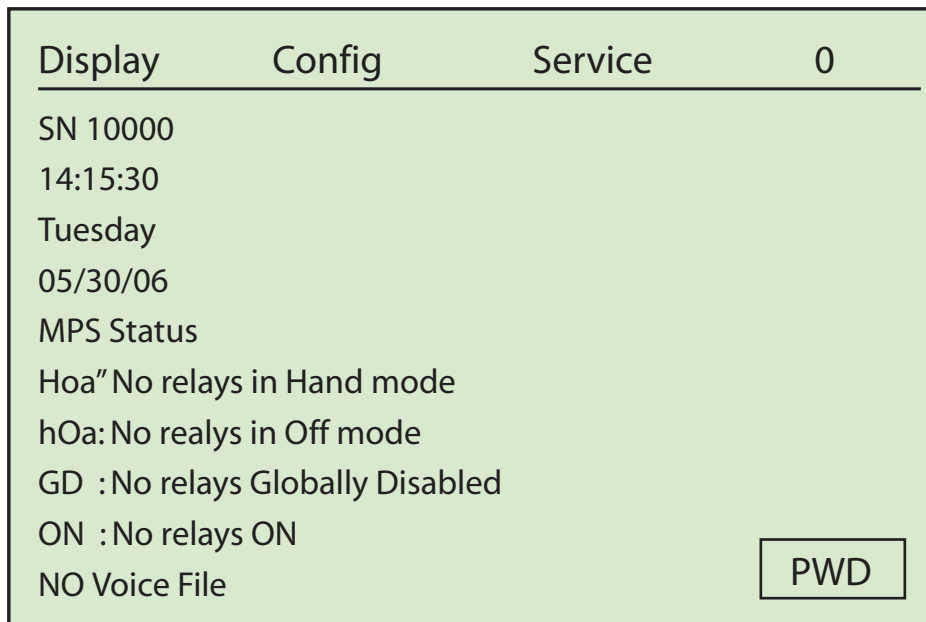 Display Config Service 0
SN 10000
14:15:30
Tuesday
05/30/06
MPS Status
Hoa” No relays in Hand mode
hOa: No realys in Off mode
GD : No relays Globally Disabled
ON : No relays ON
NO Voice File
PWD